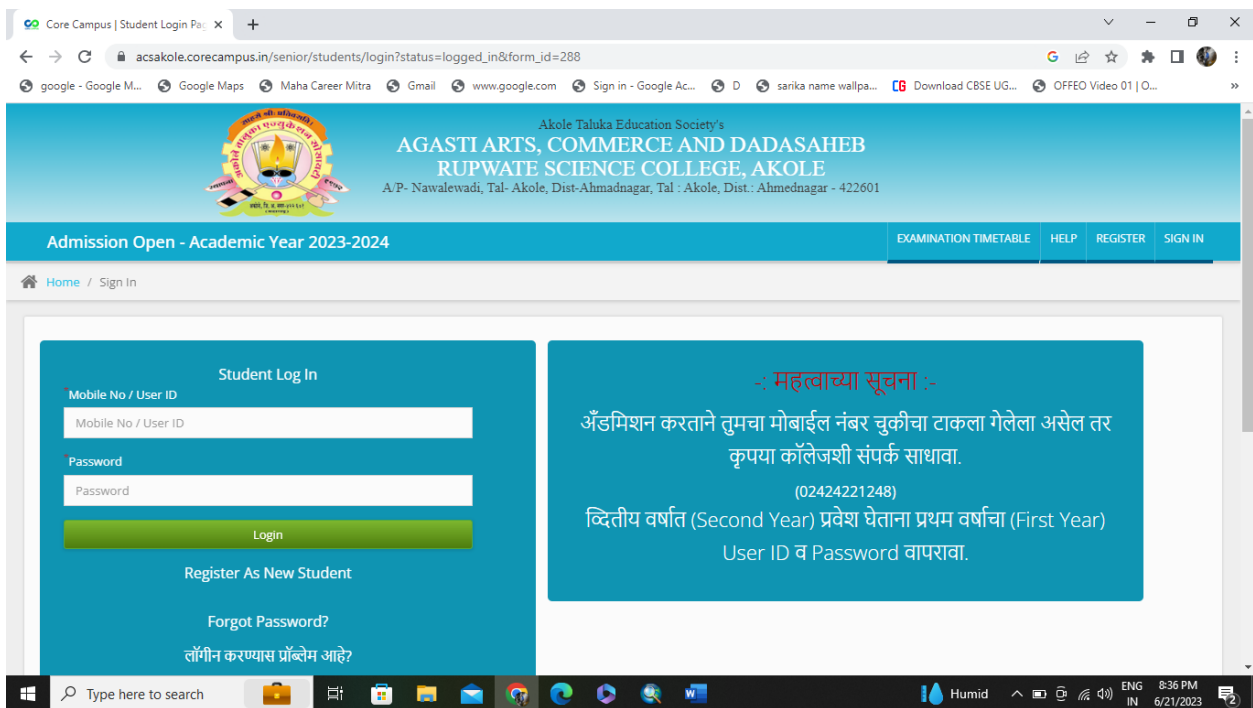 Core Campus | Student Login Pag
acsakole.corecampus.in/senior/students/login?status=logged_in&form_id=288
google - Google M... Google Maps Maha Career Mitra Gmail www.google.com Sign in - Google Ac... D sarika name wallpa... Download CBSE UG... OFFEO Video 01 | O... »
Akole Taluka Education Society's
AGASTI ARTS, COMMERCE AND DADASAHEB
RUPWATE SCIENCE COLLEGE, AKOLE
A/P- Nawalewadi, Tal- Akole, Dist-Ahmadnagar, Tal : Akole, Dist.: Ahmednagar - 422601
Admission Open - Academic Year 2023-2024
EXAMINATION TIMETABLE HELP REGISTER SIGN IN
Home / Sign In
Student Log In
*Mobile No / User ID
Mobile No / User ID
*Password
Password
Login
Register As New Student
Forgot Password?
लॉगीन करण्यास प्रॉब्लेम आहे?
-: महत्वाच्या सूचना :-
अँडमिशन करताने तुमचा मोबाईल नंबर चुकीचा टाकला गेलेला असेल तर
कृपया कॉलेजशी संपर्क साधावा.
(02424221248)
व्दितीय वर्षात (Second Year) प्रवेश घेताना प्रथम वर्षाचा (First Year)
User ID व Password वापरावा.
Type here to search
Humid
ENG
IN
8:36 PM
6/21/2023
2